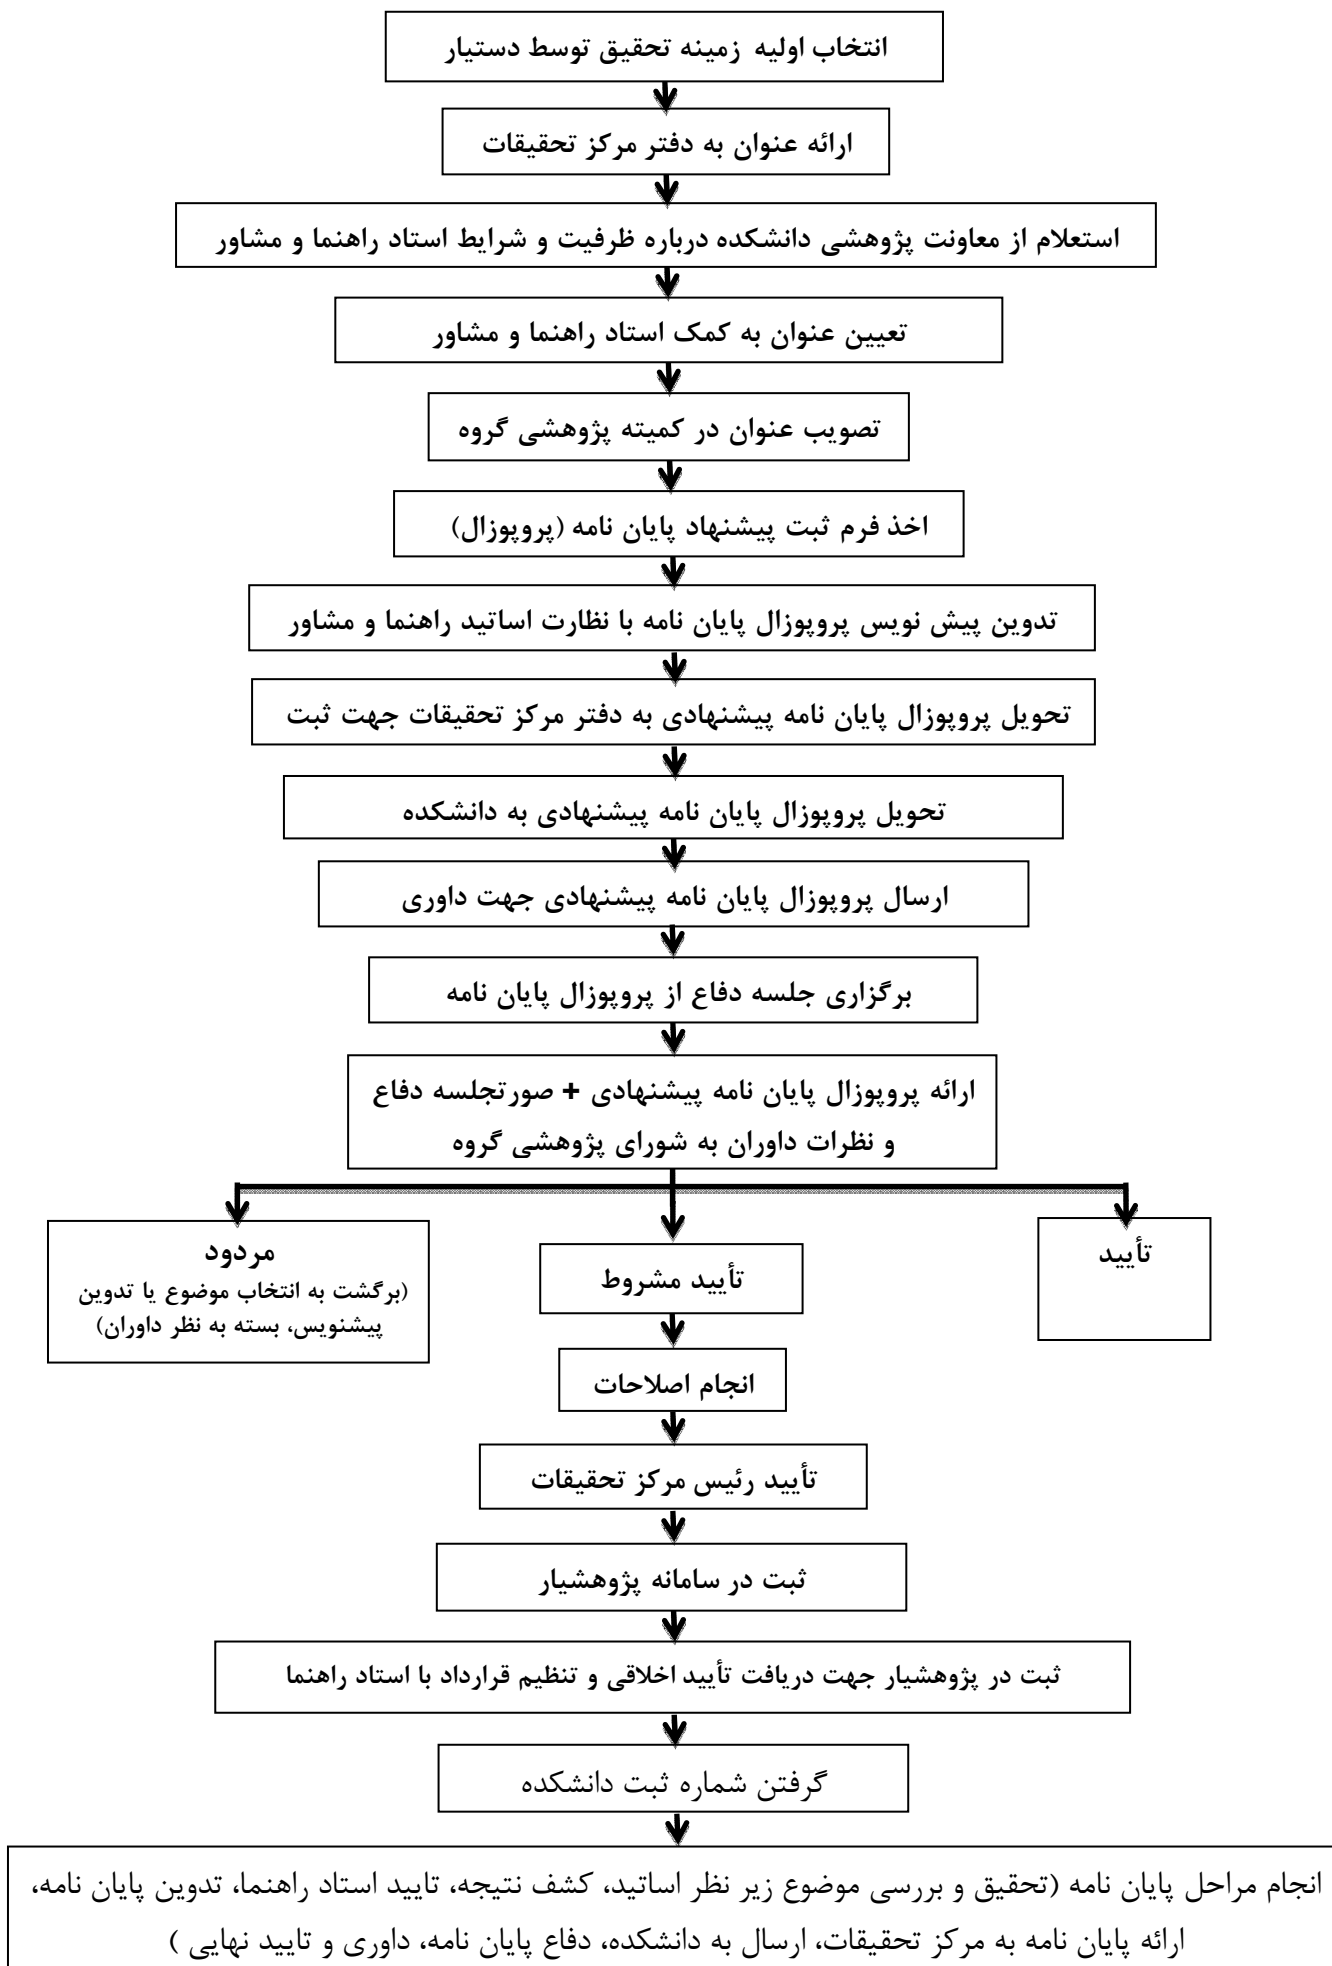 انتخاب اولیه زمینه تحقیق توسط دستیار
ارائه عنوان به دفتر مرکز تحقیقات
استعلام از معاونت پژوهشی دانشکده درباره ظرفیت و شرایط استاد راهنما و مشاور
تعیین عنوان به کمک استاد راهنما و مشاور
تصویب عنوان در کمیته پژوهشی گروه
اخذ فرم ثبت پیشنهاد پایان نامه (پروپوزال)
تدوین پیش نویس پروپوزال پایان نامه با نظارت اساتید راهنما و مشاور
تحویل پروپوزال پایان نامه پیشنهادی به دفتر مرکز تحقیقات جهت ثبت
تحویل پروپوزال پایان نامه پیشنهادی به دانشکده
ارسال پروپوزال پایان نامه پیشنهادی جهت داوری
برگزاری جلسه دفاع از پروپوزال پایان نامه
ارائه پروپوزال پایان نامه پیشنهادی + صورتجلسه دفاع
و نظرات داوران به شورای پژوهشی گروه
تأیید
تأیید مشروط
مردود
(برگشت به انتخاب موضوع یا تدوین
پیشنویس، بسته به نظر داوران)
انجام اصلاحات
تأیید رئیس مرکز تحقیقات
ثبت در سامانه پژوهشیار
ثبت در پژوهشیار جهت دریافت تأیید اخلاقی و تنظیم قرارداد با استاد راهنما
گرفتن شماره ثبت دانشکده
انجام مراحل پایان نامه (تحقیق و بررسی موضوع زیر نظر اساتید، کشف نتیجه، تایید استاد راهنما، تدوین پایان نامه،
ارائه پایان نامه به مرکز تحقیقات، ارسال به دانشکده، دفاع پایان نامه، داوری و تایید نهایی )